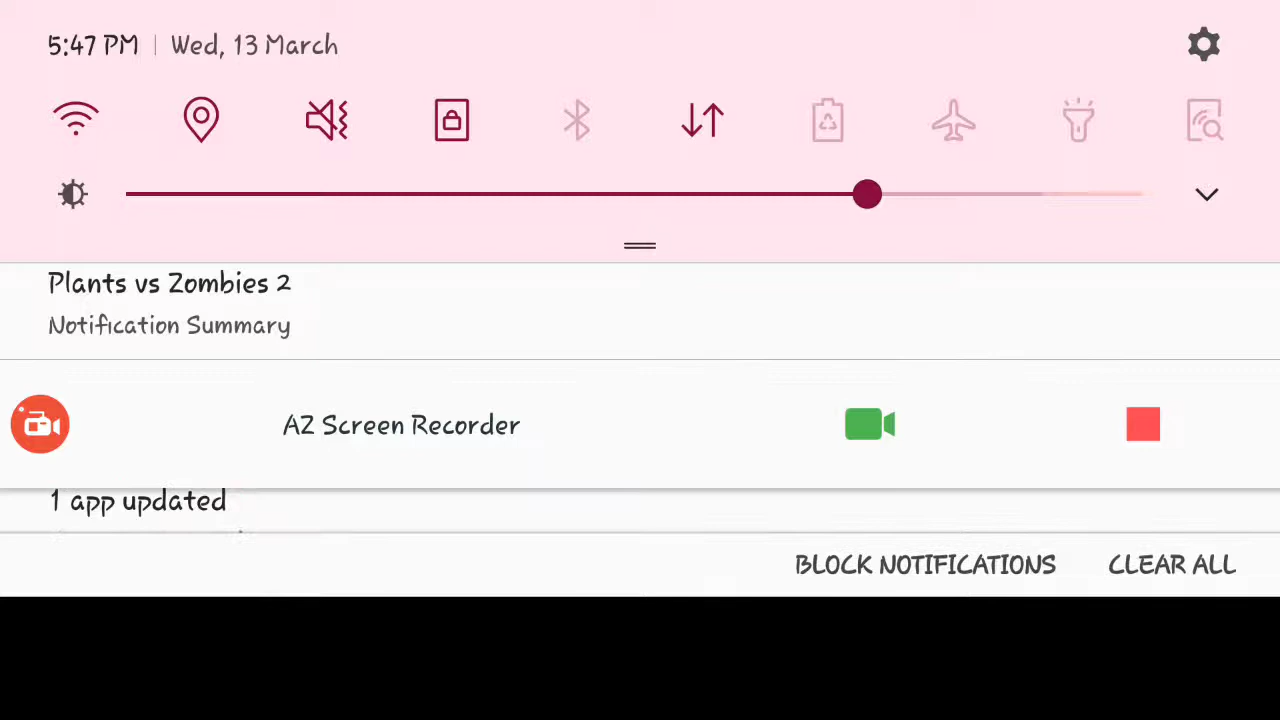 5:47 PM | Wed, 13 March
Plants vs Zombies 2
Notification Summary
AZ Screen Recorder
1 app updated
BLOCK NOTIFICATIONS CLEAR ALL